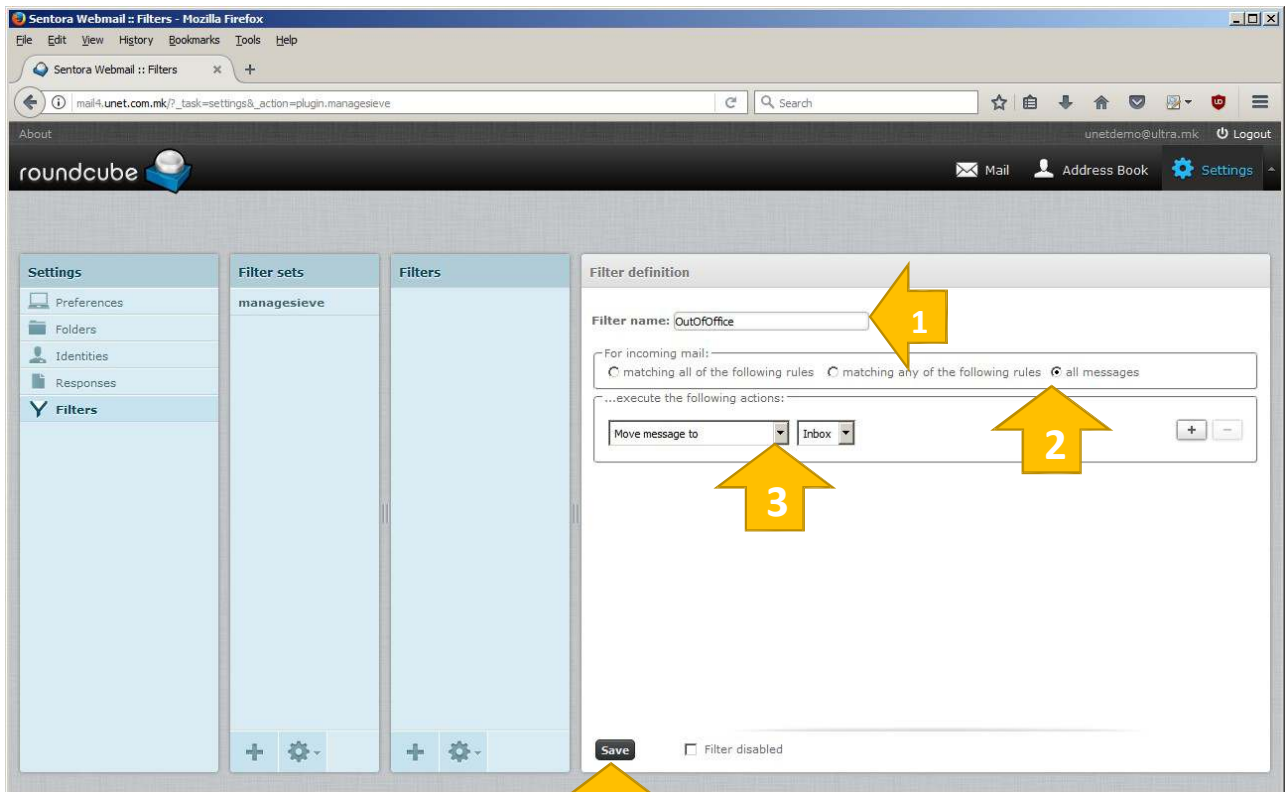 Sentora Webmail :: Filters - Mozilla Firefox
File Edit View History Bookmarks Tools Help
Sentora Webmail :: Filters
mail4.unet.com.mk/?_task=settings&_action=plugin.managesieve
Search
About
unetdemo@ultra.mk Logout
roundcube
Mail Address Book Settings
Settings
Preferences
Folders
Identities
Responses
Filters
Filter sets
managesieve
Filters
Filter definition
Filter name: OutOfOffice
1
For incoming mail:
matching all of the following rules matching any of the following rules all messages
...execute the following actions:
Move message to Inbox + −
2
3
Save Filter disabled